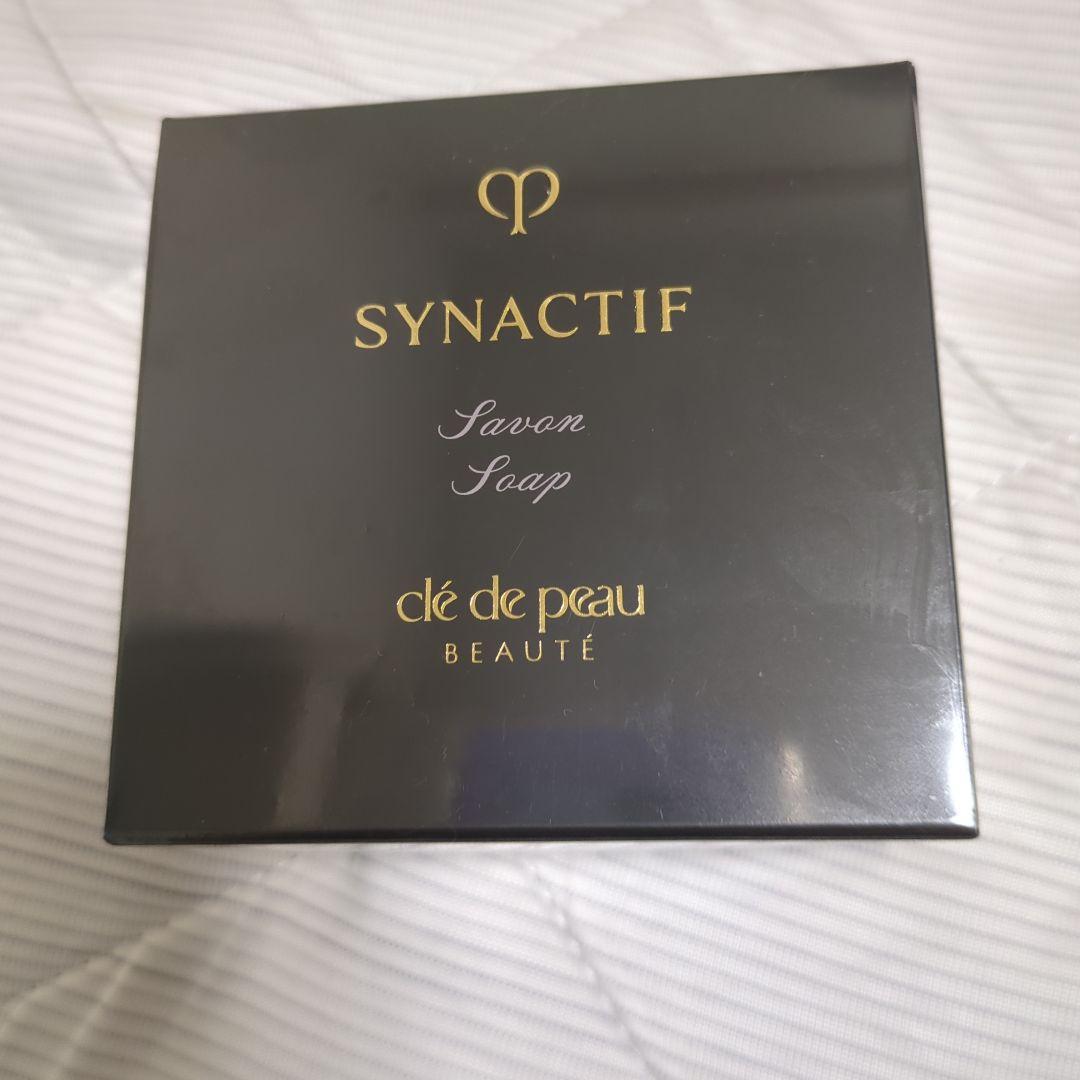 SYNACTIF
Savon
Soap
clé de peau
BEAUTÉ